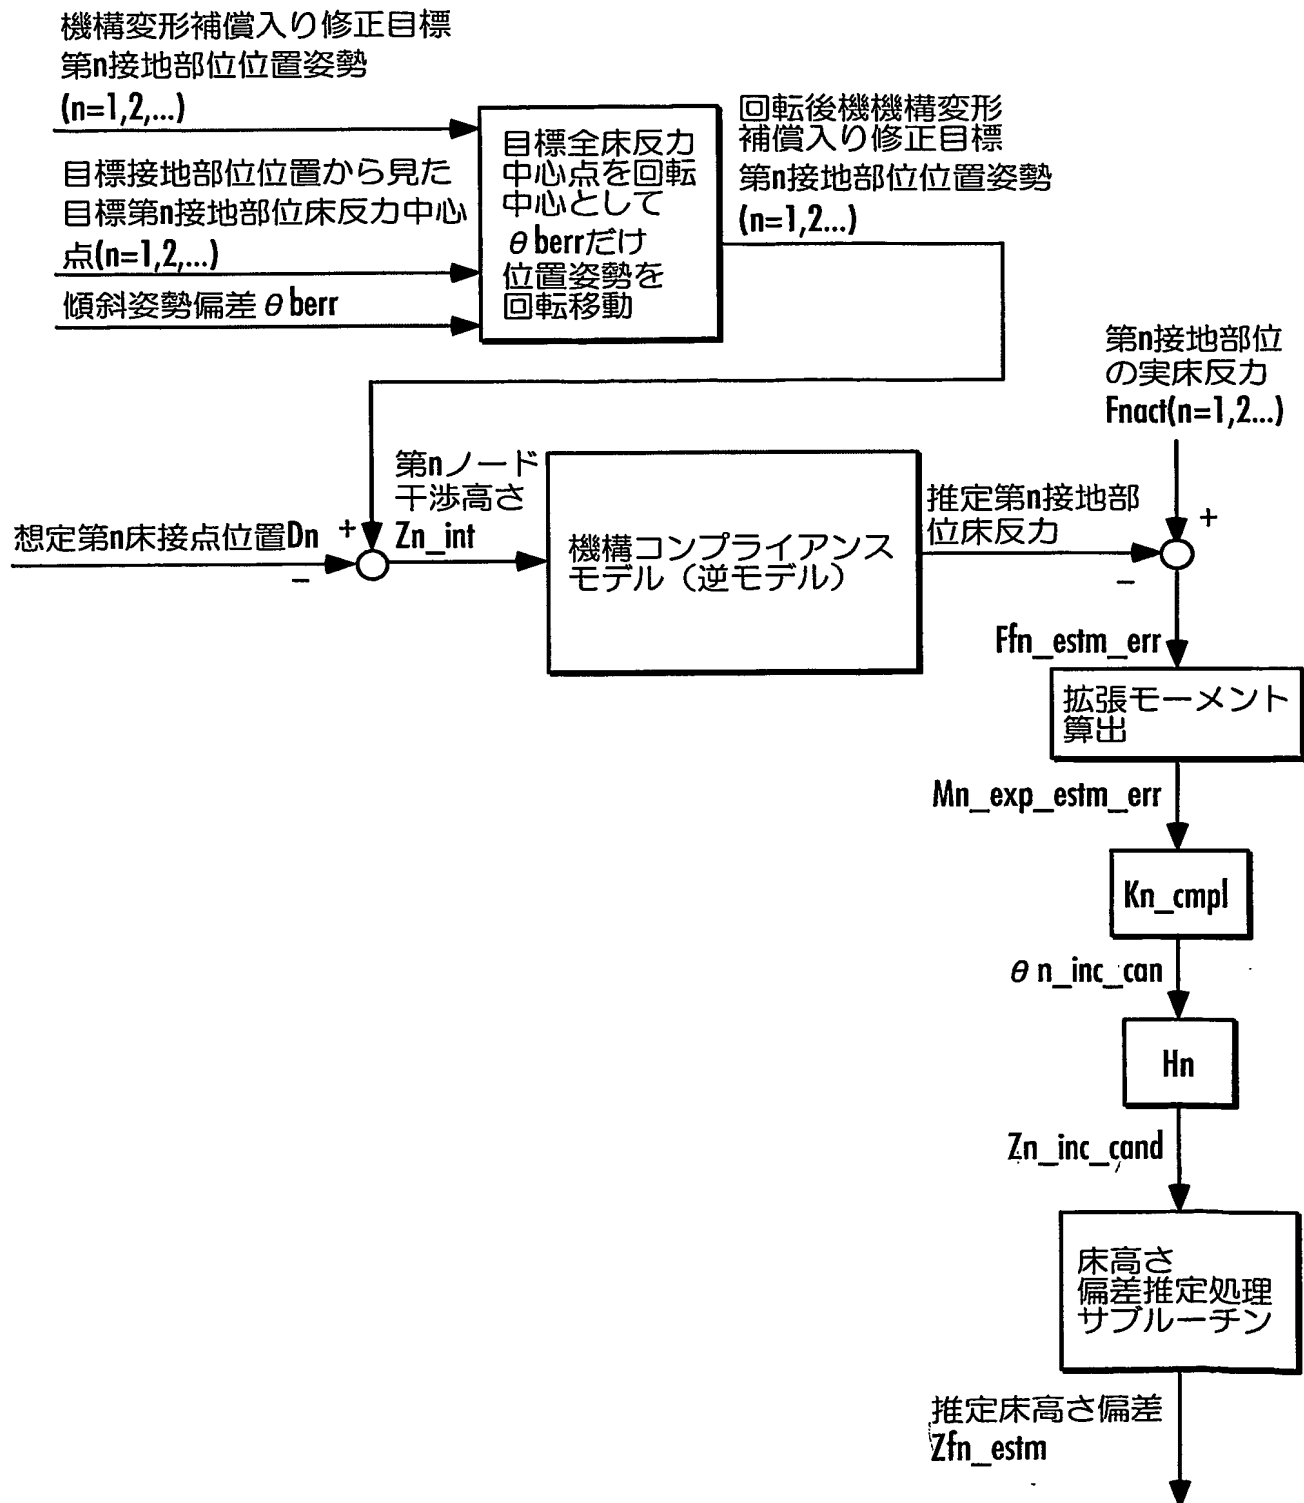 機構変形補償入り修正目標
第n接地部位位置姿勢
(n=1,2,...)
目標接地部位位置から見た
目標第n接地部位床反力中心
点(n=1,2,...)
傾斜姿勢偏差θberr
目標全床反力
中心点を回転
中心として
θberrだけ
位置姿勢を
回転移動
回転後機機構変形
補償入り修正目標
第n接地部位位置姿勢
(n=1,2...)
第n接地部位
の実床反力
Fnact(n=1,2...)
想定第n床接点位置Dn
+
−
第nノード
干渉高さ
Zn_int
機構コンプライアンス
モデル（逆モデル）
推定第n接地部
位床反力
+
−
Ffn_estm_err
拡張モーメント
算出
Mn_exp_estm_err
Kn_cmpl
θn_inc_can
Hn
Zn_inc_cand
床高さ
偏差推定処理
サブルーチン
推定床高さ偏差
Zfn_estm